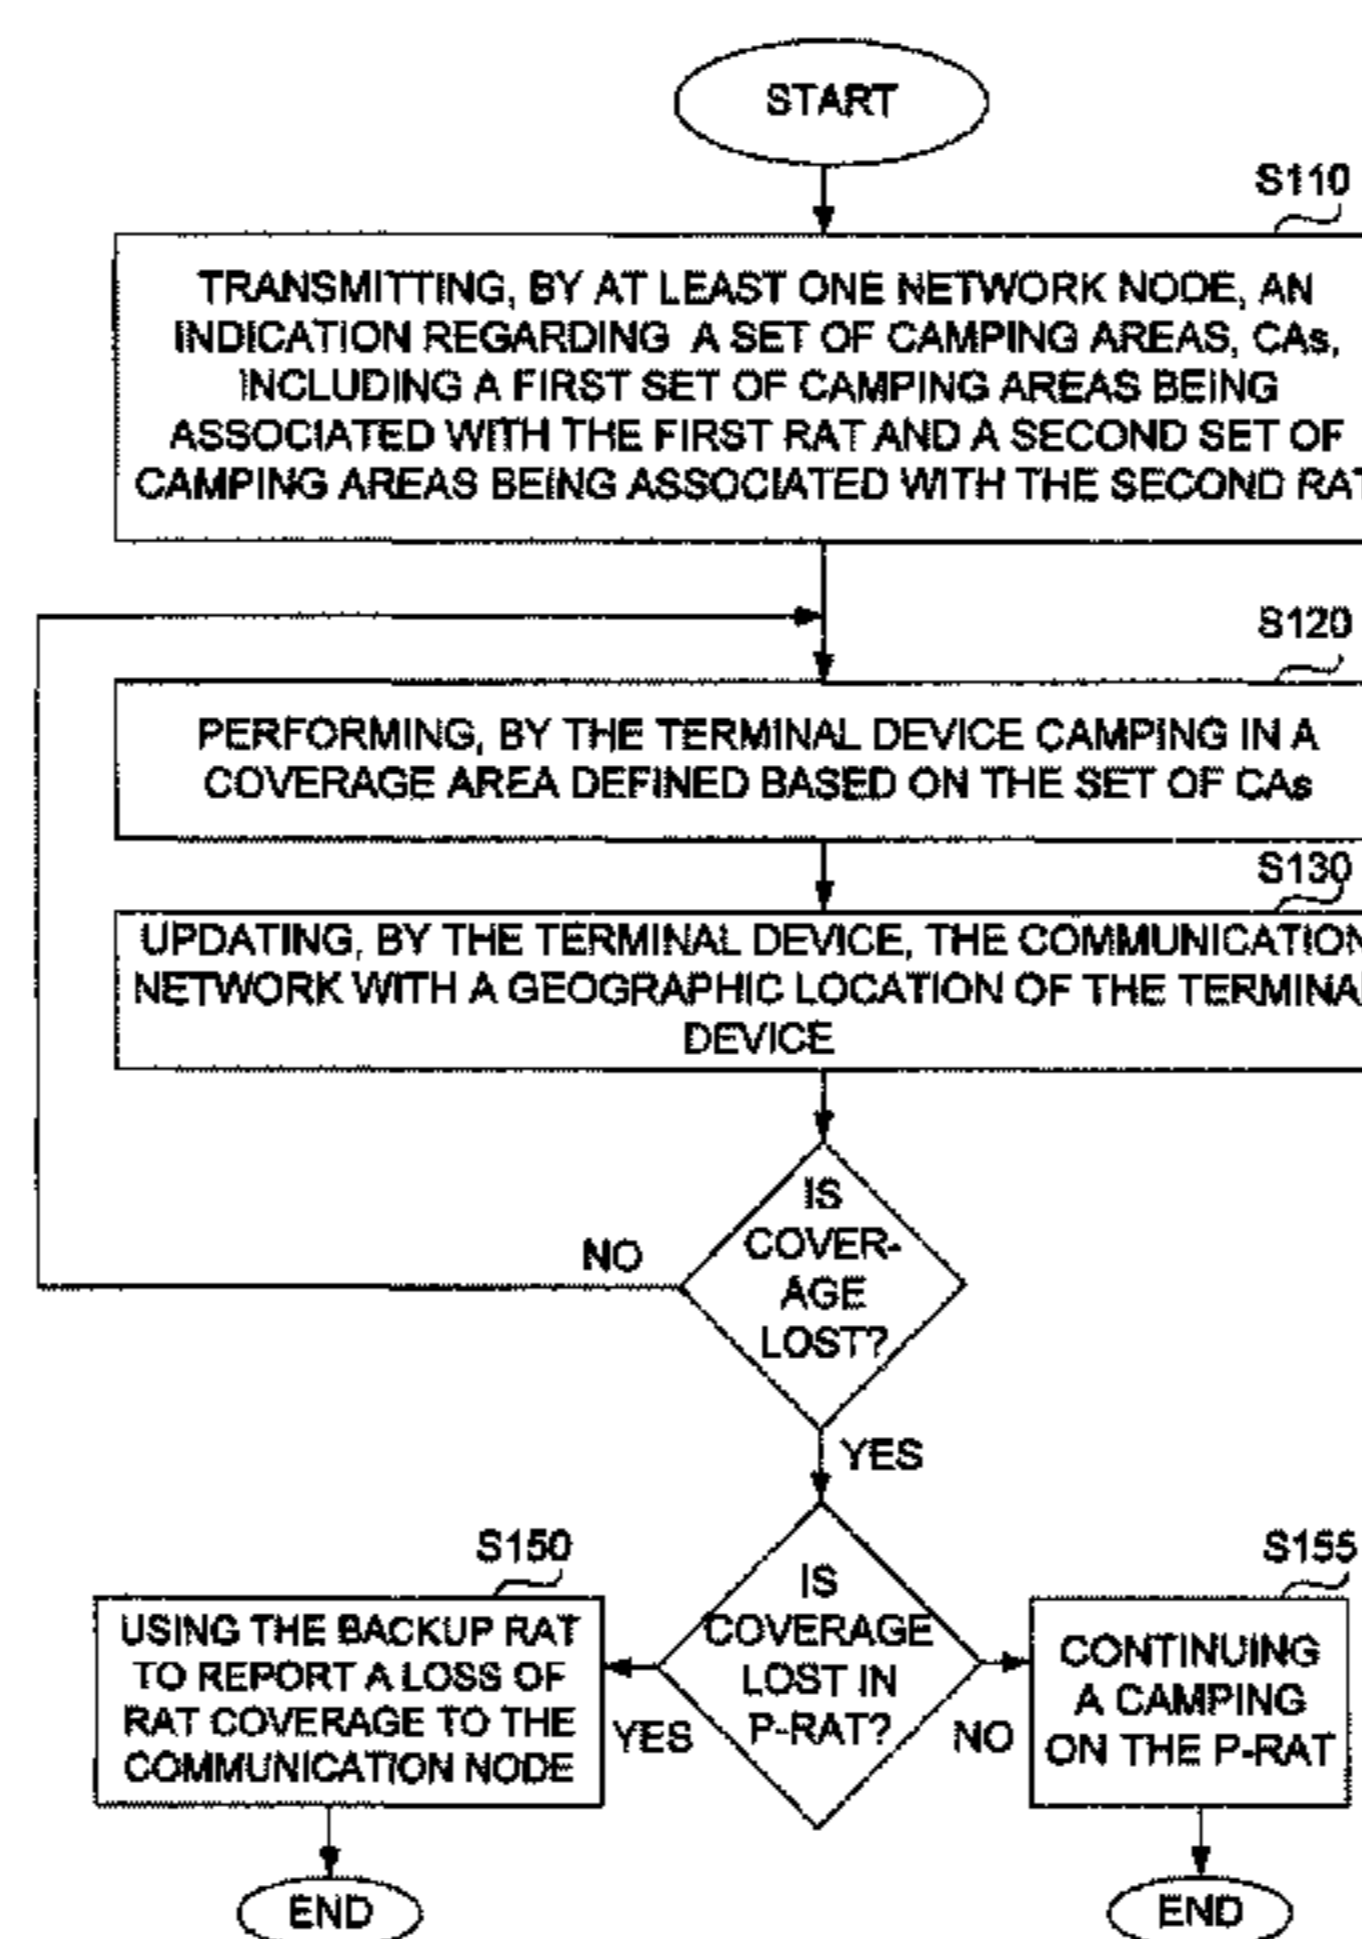 START
S110
TRANSMITTING, BY AT LEAST ONE NETWORK NODE, AN
INDICATION REGARDING A SET OF CAMPING AREAS, CAs,
INCLUDING A FIRST SET OF CAMPING AREAS BEING
ASSOCIATED WITH THE FIRST RAT AND A SECOND SET OF
CAMPING AREAS BEING ASSOCIATED WITH THE SECOND RAT
S120
PERFORMING, BY THE TERMINAL DEVICE CAMPING IN A
COVERAGE AREA DEFINED BASED ON THE SET OF CAs
S130
UPDATING, BY THE TERMINAL DEVICE, THE COMMUNICATION
NETWORK WITH A GEOGRAPHIC LOCATION OF THE TERMINAL
DEVICE
IS
COVER-
AGE
LOST?
NO
YES
S150
USING THE BACKUP RAT
TO REPORT A LOSS OF
RAT COVERAGE TO THE
COMMUNICATION NODE
IS
COVERAGE
LOST IN
P-RAT?
YES
NO
S155
CONTINUING
A CAMPING
ON THE P-RAT
END
END